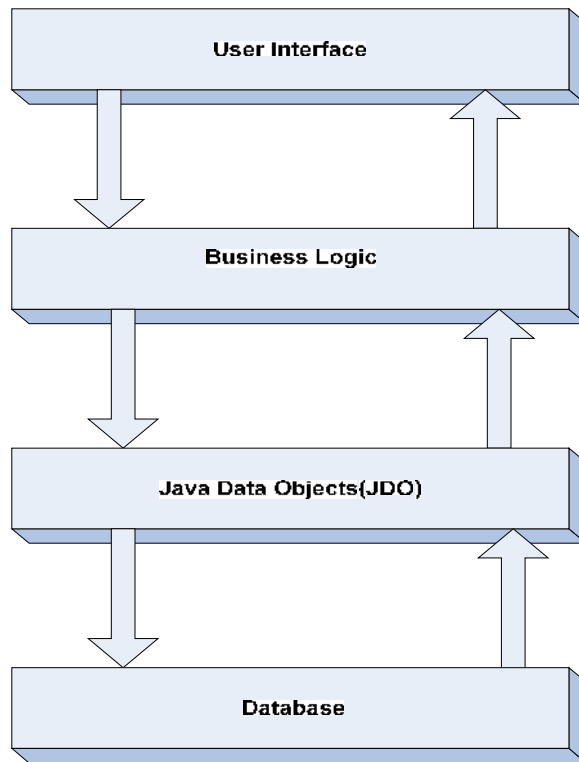 User Interface
Business Logic
Java Data Objects(JDO)
Database